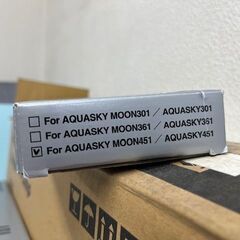 For AQUASKY MOON301 / AQUASKY301
For AQUASKY MOON361 / AQUASKY361
For AQUASKY MOON451 / AQUASKY451